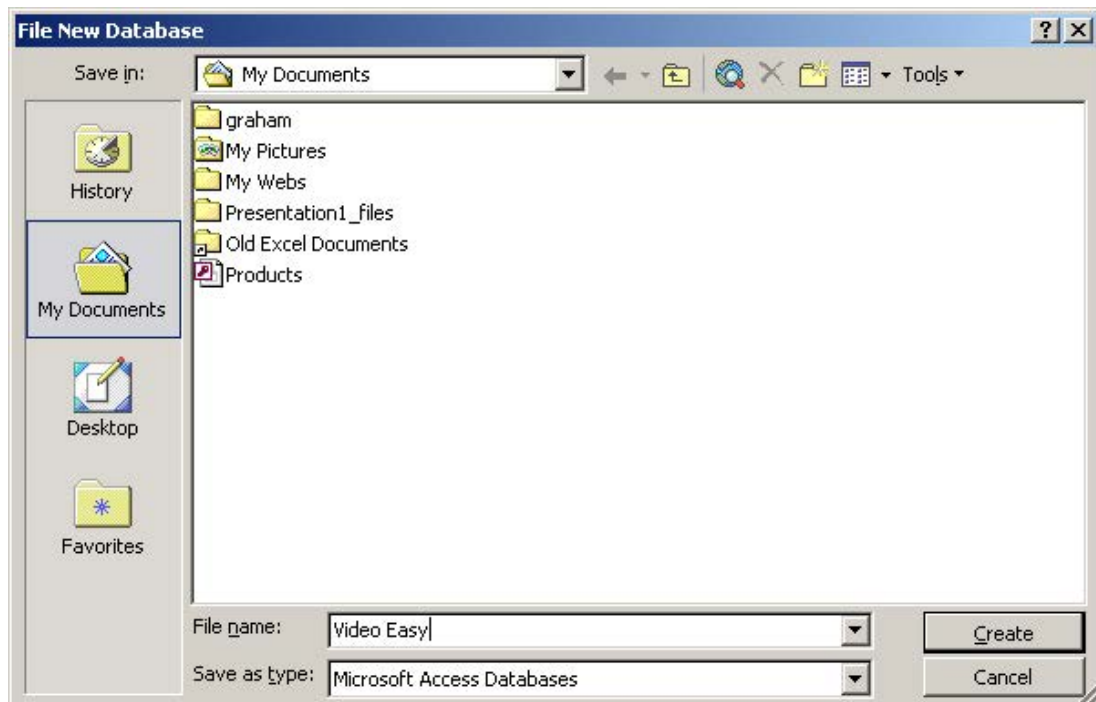 File New Database
Save in:
My Documents
Tools
graham
My Pictures
My Webs
Presentation1_files
Old Excel Documents
Products
History
My Documents
Desktop
Favorites
File name:
Video Easy
Create
Save as type:
Microsoft Access Databases
Cancel